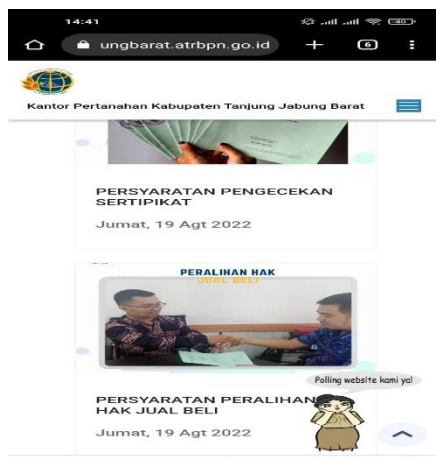 14:41
40
ungbarat.atrbpn.go.id
6
Kantor Pertanahan Kabupaten Tanjung Jabung Barat
PERSYARATAN PENGECEKAN
SERTIPIKAT
Jumat, 19 Agt 2022
PERALIHAN HAK
JUAL BELI
Polling website kami ya!
PERSYARATAN PERALIHAN
HAK JUAL BELI
Jumat, 19 Agt 2022